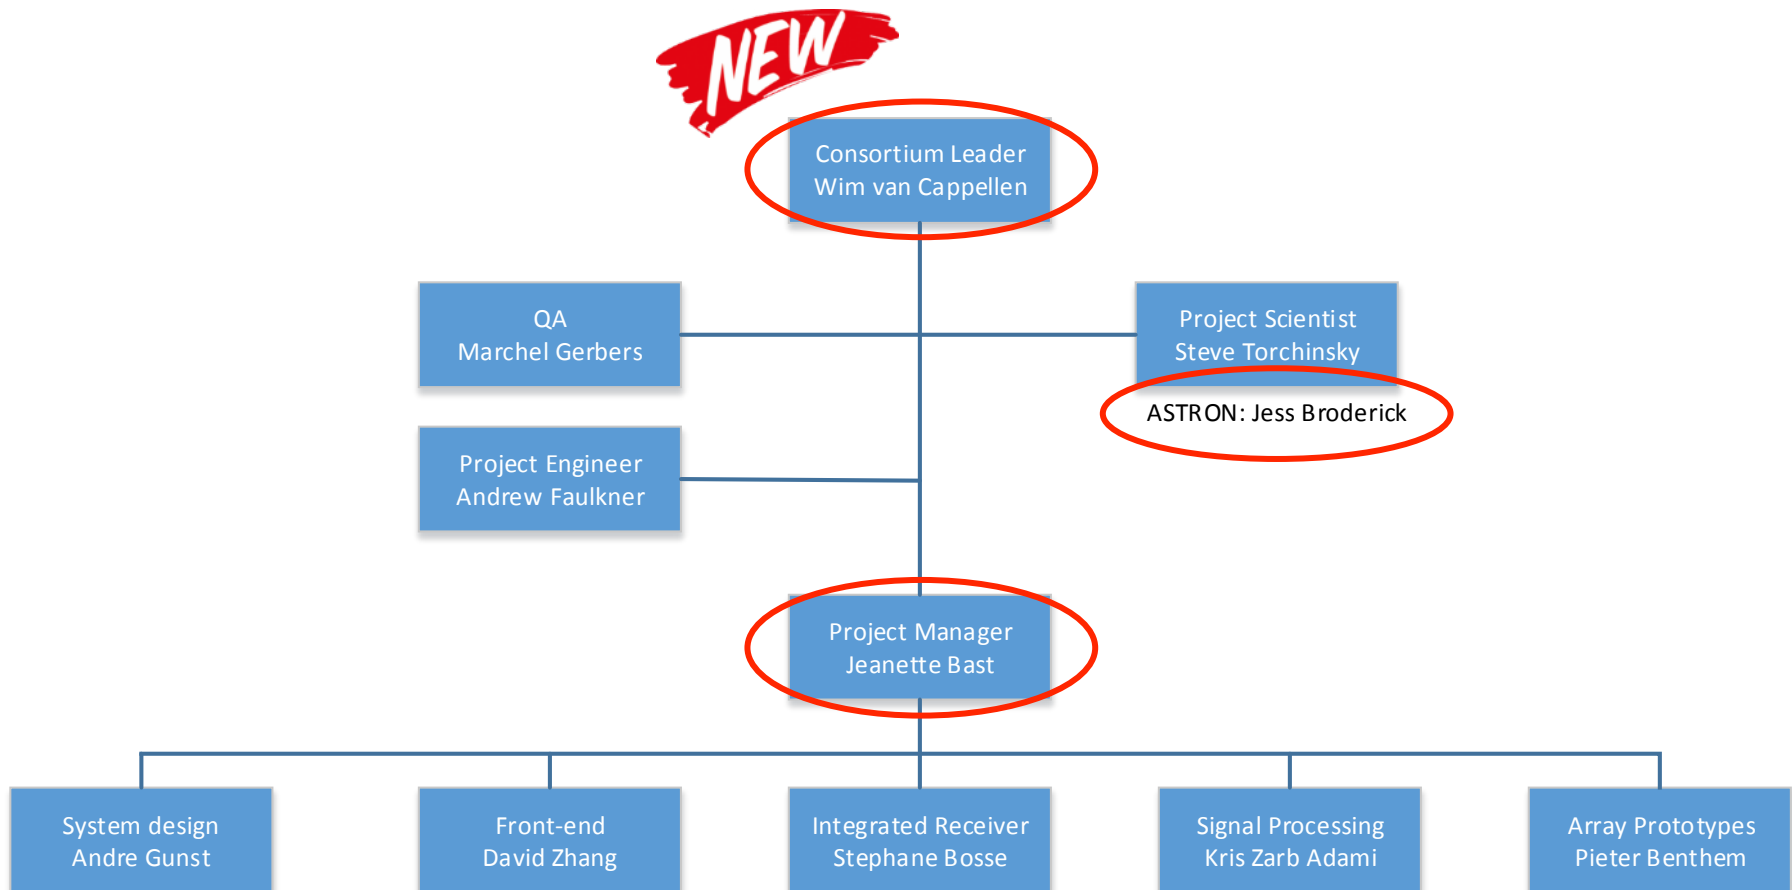 NEW
Consortium Leader
Wim van Cappellen
QA
Marchel Gerbers
Project Scientist
Steve Torchinsky
ASTRON: Jess Broderick
Project Engineer
Andrew Faulkner
Project Manager
Jeanette Bast
System design
Andre Gunst
Front-end
David Zhang
Integrated Receiver
Stephane Bosse
Signal Processing
Kris Zarb Adami
Array Prototypes
Pieter Benthem